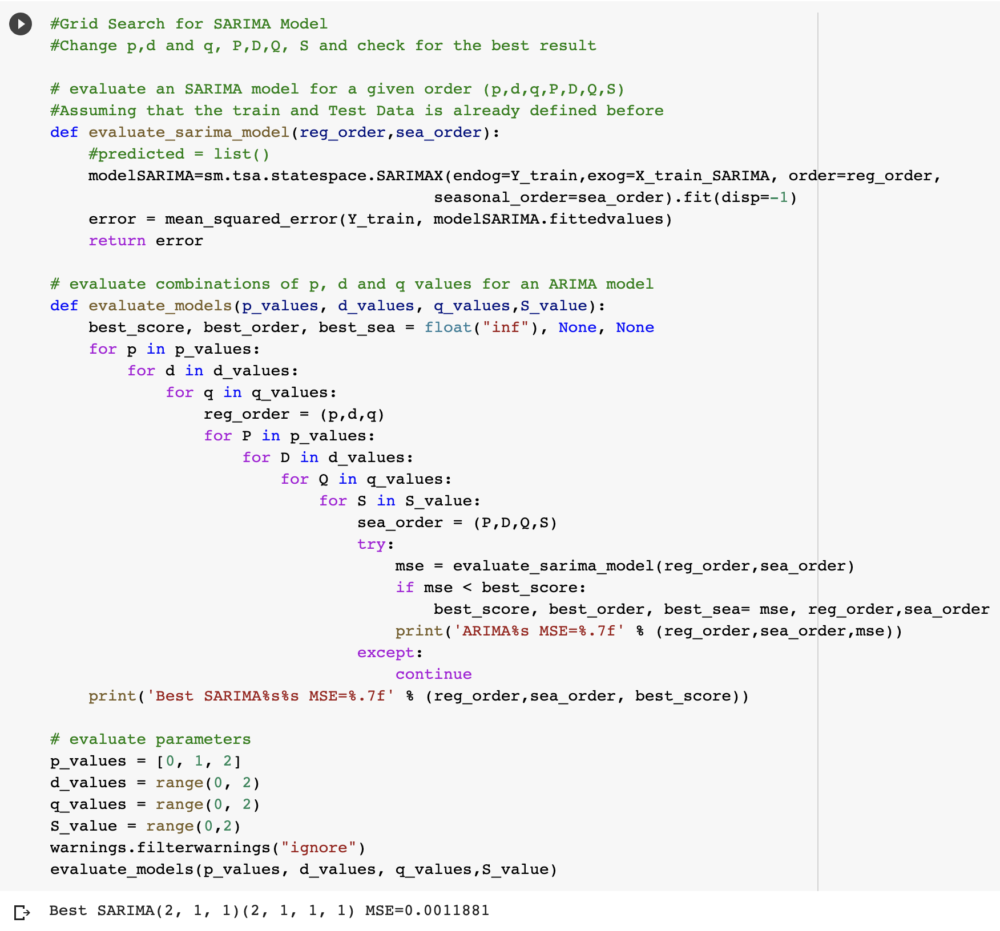 #Grid Search for SARIMA Model
#Change p,d and q, P,D,Q, S and check for the best result

# evaluate an SARIMA model for a given order (p,d,q,P,D,Q,S)
#Assuming that the train and Test Data is already defined before
def evaluate_sarima_model(reg_order,sea_order):
    #predicted = list()
    modelSARIMA=sm.tsa.statespace.SARIMAX(endog=Y_train,exog=X_train_SARIMA, order=reg_order,
                                        seasonal_order=sea_order).fit(disp=-1)
    error = mean_squared_error(Y_train, modelSARIMA.fittedvalues)
    return error

# evaluate combinations of p, d and q values for an ARIMA model
def evaluate_models(p_values, d_values, q_values,S_value):
    best_score, best_order, best_sea = float("inf"), None, None
    for p in p_values:
        for d in d_values:
            for q in q_values:
                reg_order = (p,d,q)
                for P in p_values:
                    for D in d_values:
                        for Q in q_values:
                            for S in S_value:
                                sea_order = (P,D,Q,S)
                                try:
                                    mse = evaluate_sarima_model(reg_order,sea_order)
                                    if mse < best_score:
                                        best_score, best_order, best_sea= mse, reg_order,sea_order
                                    print('ARIMA%s MSE=%.7f' % (reg_order,sea_order,mse))
                                except:
                                    continue
    print('Best SARIMA%s%s MSE=%.7f' % (reg_order,sea_order, best_score))

# evaluate parameters
p_values = [0, 1, 2]
d_values = range(0, 2)
q_values = range(0, 2)
S_value = range(0,2)
warnings.filterwarnings("ignore")
evaluate_models(p_values, d_values, q_values,S_value)

Best SARIMA(2, 1, 1)(2, 1, 1, 1) MSE=0.0011881